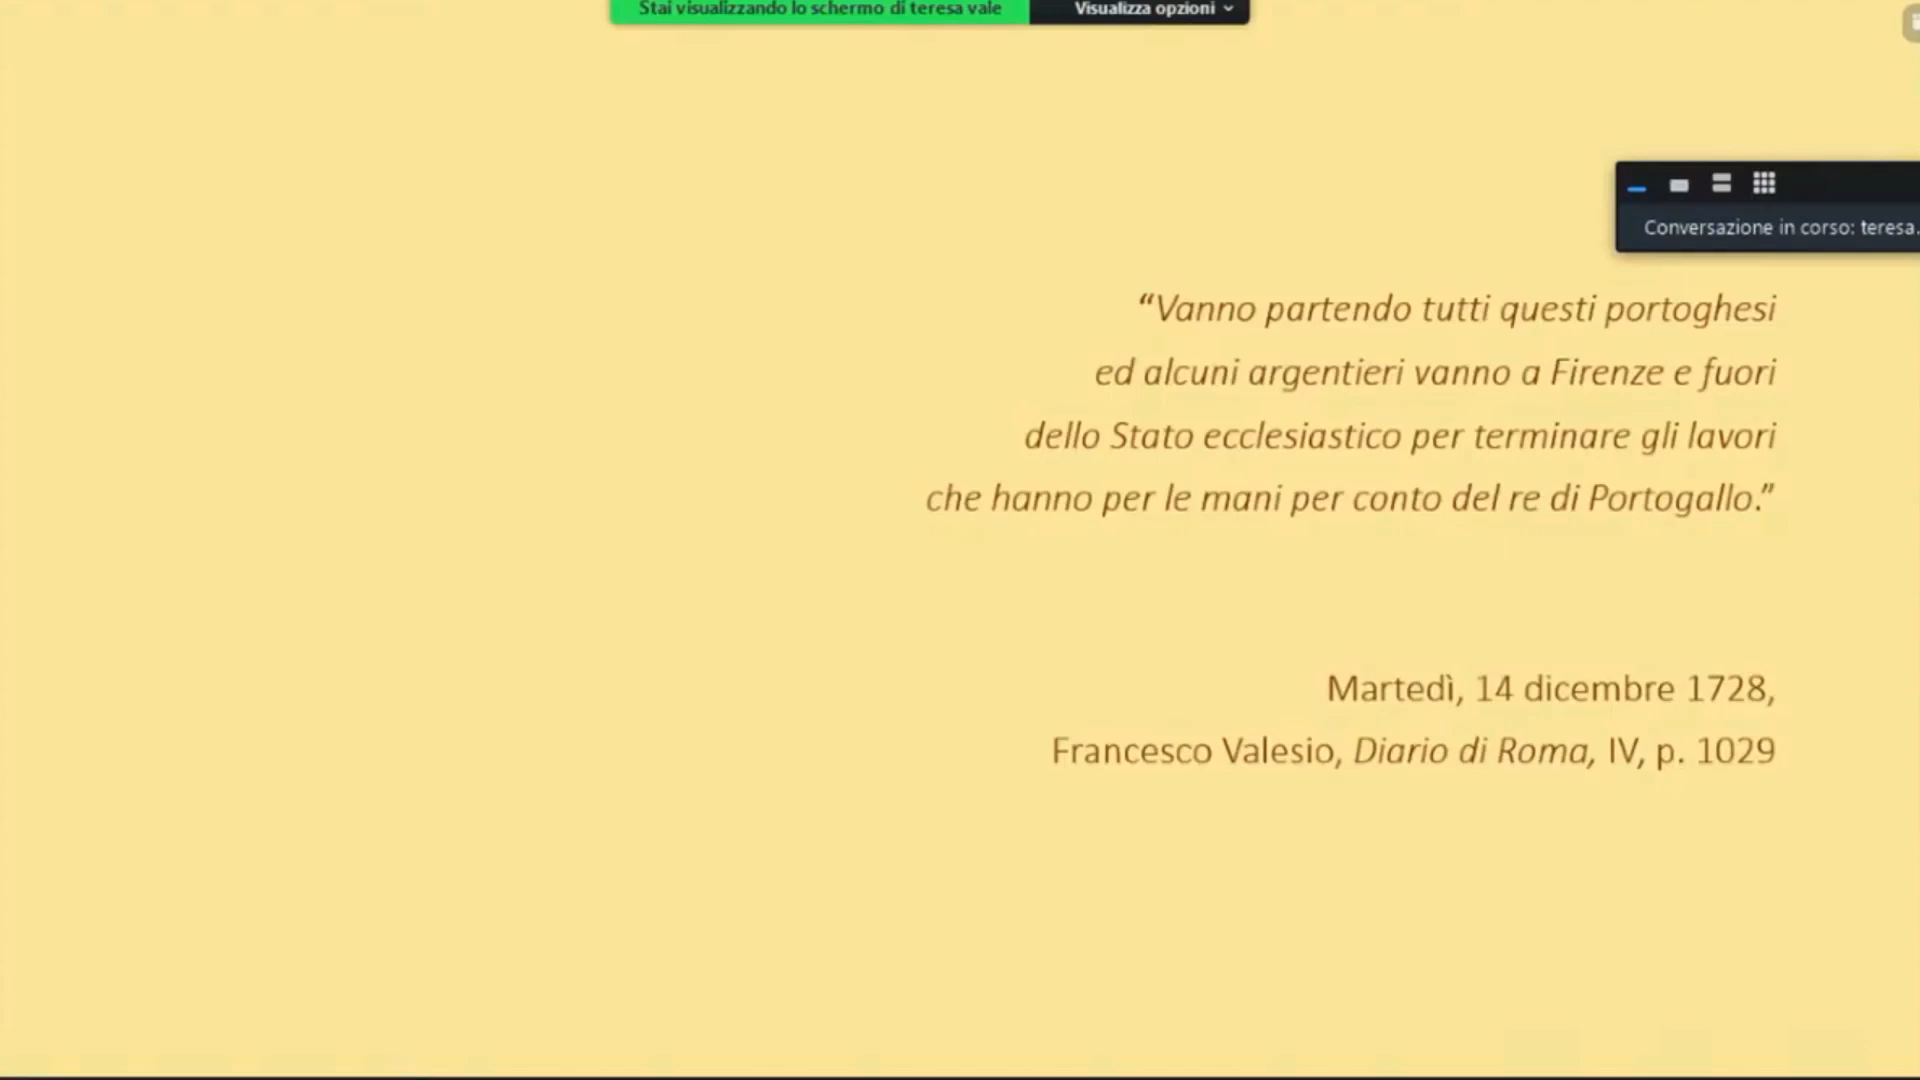 Stai visualizzando lo schermo di teresa vale
Visualizza opzioni
Conversazione in corso: teresa.
“Vanno partendo tutti questi portoghesi
ed alcuni argentieri vanno a Firenze e fuori
dello Stato ecclesiastico per terminare gli lavori
che hanno per le mani per conto del re di Portogallo.”
Martedì, 14 dicembre 1728,
Francesco Valesio, Diario di Roma, IV, p. 1029